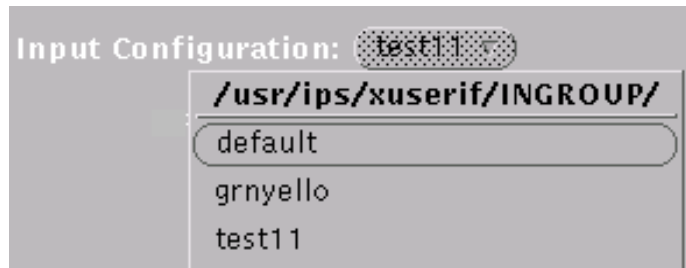 Input Configuration: test11
/usr/ips/xuserif/INGROUP/
default
grnyello
test11